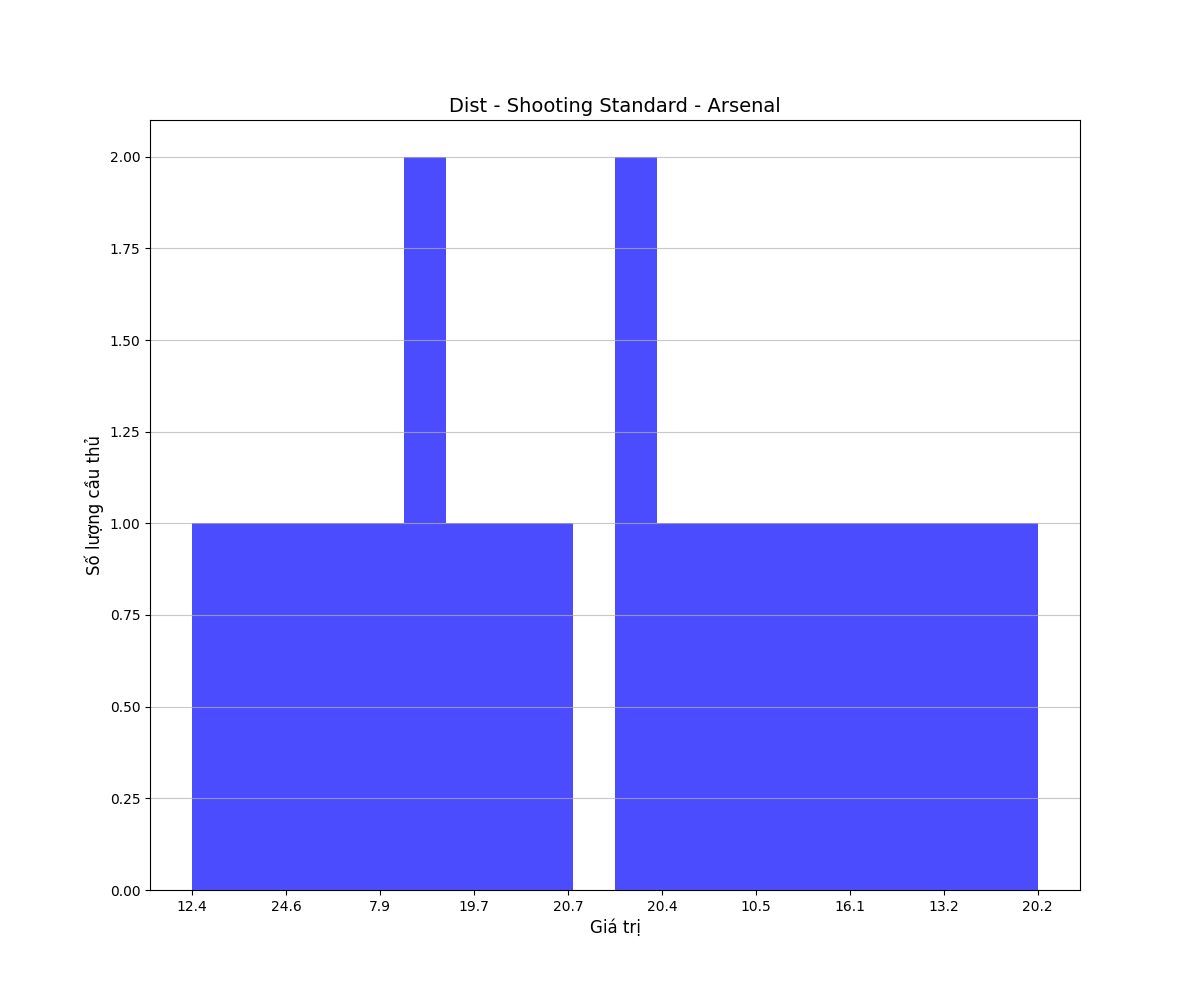 Dist - Shooting Standard - Arsenal
2.00
1.75
1.50
1.25
1.00
0.75
0.50
0.25
0.00
Số lượng cầu thủ
12.4 24.6 7.9 19.7 20.7 20.4 10.5 16.1 13.2 20.2
Giá trị